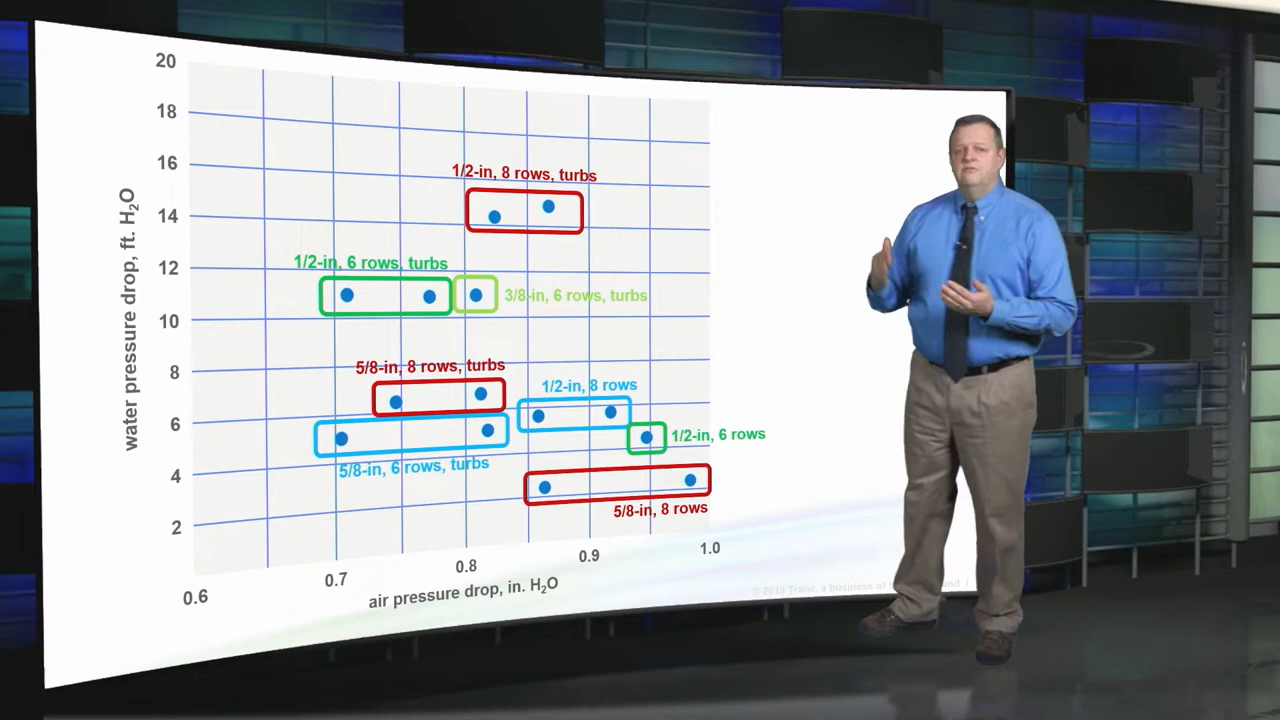 20
18
16
14
12
10
8
6
4
2
water pressure drop, ft. H₂O
1/2-in, 8 rows, turbs
1/2-in, 6 rows, turbs
3/8-in, 6 rows, turbs
5/8-in, 8 rows, turbs
1/2-in, 8 rows
1/2-in, 6 rows
5/8-in, 6 rows, turbs
5/8-in, 8 rows
0.6
0.7
0.8
0.9
1.0
air pressure drop, in. H₂O
Trane, a business of